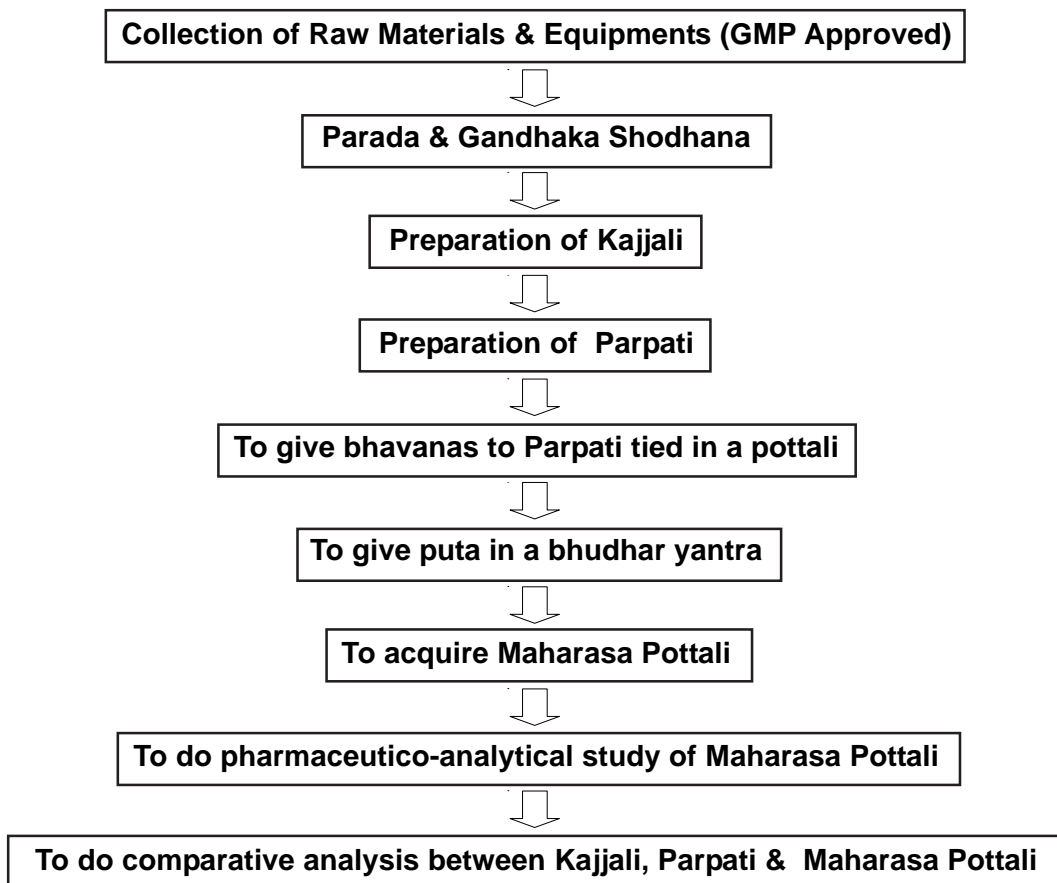 Collection of Raw Materials & Equipments (GMP Approved)
Parada & Gandhaka Shodhana
Preparation of Kajjali
Preparation of Parpati
To give bhavanas to Parpati tied in a pottali
To give puta in a bhudhar yantra
To acquire Maharasa Pottali
To do pharmaceutico-analytical study of Maharasa Pottali
To do comparative analysis between Kajjali, Parpati & Maharasa Pottali